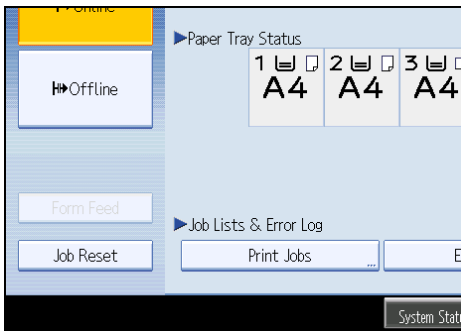 Online
Paper Tray Status
1 2 3
A4 A4 A4
Offline
Form Feed
Job Lists & Error Log
Job Reset
Print Jobs
System